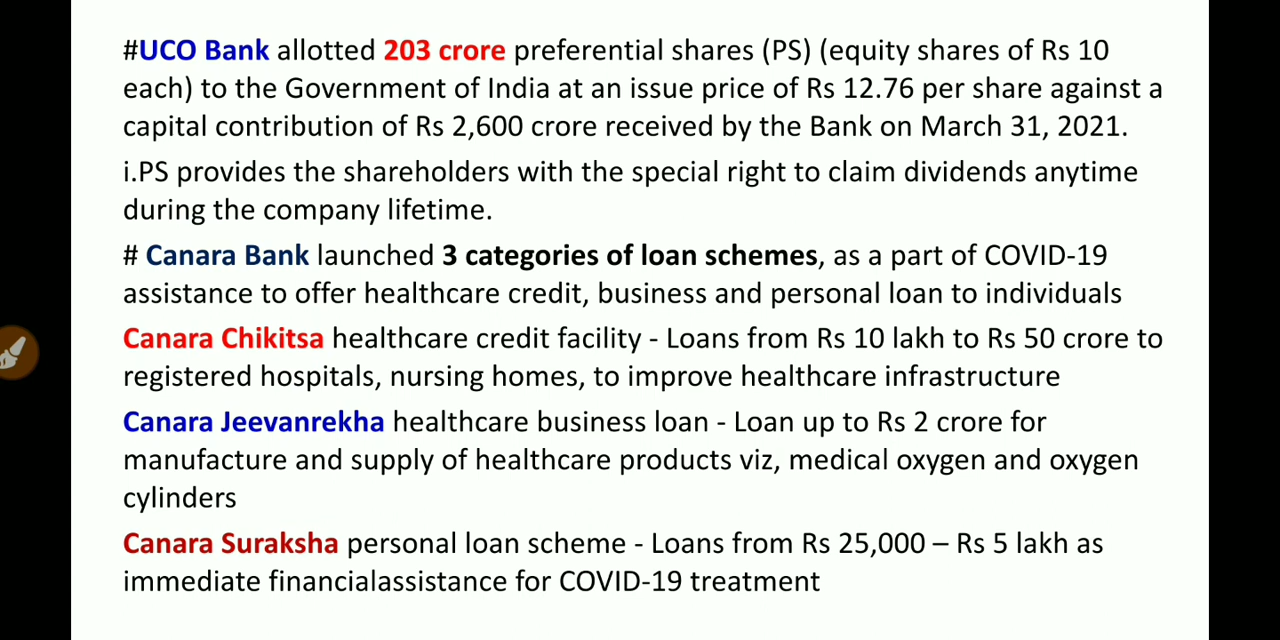 #UCO Bank allotted 203 crore preferential shares (PS) (equity shares of Rs 10
each) to the Government of India at an issue price of Rs 12.76 per share against a
capital contribution of Rs 2,600 crore received by the Bank on March 31, 2021.
i.PS provides the shareholders with the special right to claim dividends anytime
during the company lifetime.
# Canara Bank launched 3 categories of loan schemes, as a part of COVID-19
assistance to offer healthcare credit, business and personal loan to individuals
Canara Chikitsa healthcare credit facility - Loans from Rs 10 lakh to Rs 50 crore to
registered hospitals, nursing homes, to improve healthcare infrastructure
Canara Jeevanrekha healthcare business loan - Loan up to Rs 2 crore for
manufacture and supply of healthcare products viz, medical oxygen and oxygen
cylinders
Canara Suraksha personal loan scheme - Loans from Rs 25,000 – Rs 5 lakh as
immediate financialassistance for COVID-19 treatment